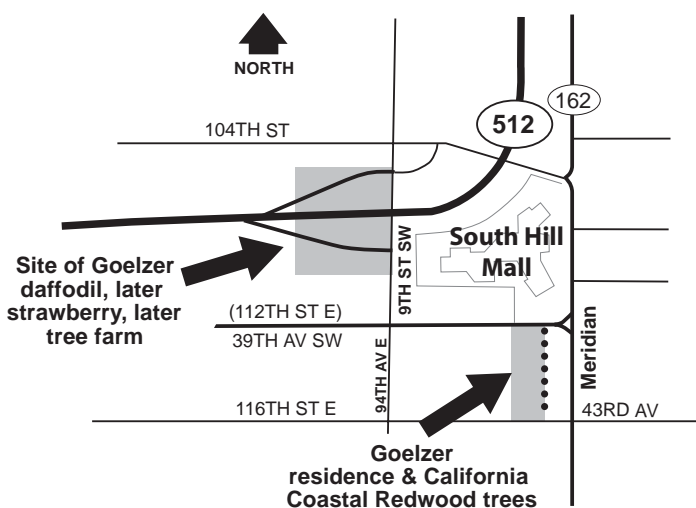 NORTH
162
512
104TH ST
South Hill
Mall
9TH ST SW
Site of Goelzer
daffodil, later
strawberry, later
tree farm
(112TH ST E)
39TH AV SW
94TH AV E
Meridian
116TH ST E
43RD AV
Goelzer
residence & California
Coastal Redwood trees